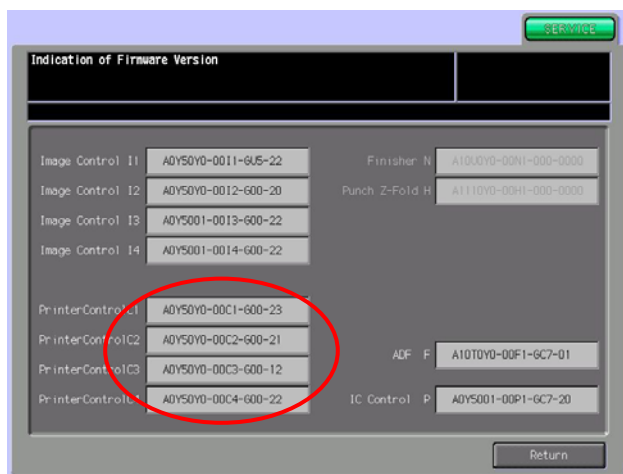 SERVICE
Indication of Firmware Version
Image Control I1 A0Y50Y0-00I1-GU5-22
Image Control I2 A0Y50Y0-00I2-G00-20
Image Control I3 A0Y5001-00I3-G00-22
Image Control I4 A0Y5001-00I4-G00-22
PrinterControlC1 A0Y50Y0-00C1-G00-23
PrinterControlC2 A0Y50Y0-00C2-G00-21
PrinterControlC3 A0Y50Y0-00C3-G00-12
PrinterControlC4 A0Y50Y0-00C4-G00-22
Finisher N A10U0Y0-00N1-000-0000
Punch Z-Fold H A1110Y0-00H1-000-0000
ADF F A10T0Y0-00F1-GC7-01
IC Control P A0Y5001-00P1-GC7-20
Return